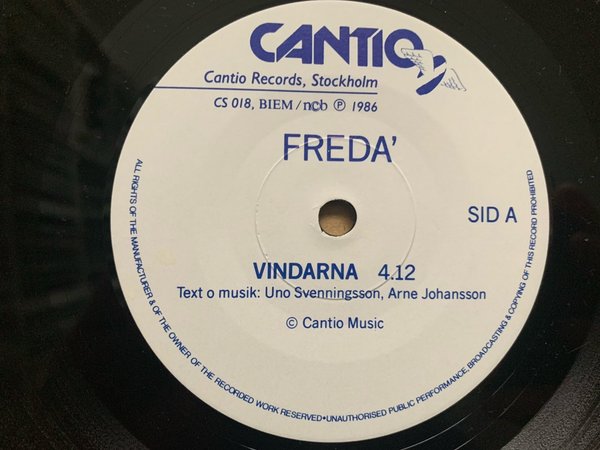 CANTIO
Cantio Records, Stockholm
CS 018, BIEM/ncb ℗ 1986
FREDA’
SID A
VINDARNA 4.12
Text o musik: Uno Svenningsson, Arne Johansson
© Cantio Music
ALL RIGHTS OF THE MANUFACTURER & OF THE OWNER OF THE RECORDED WORK RESERVED•UNAUTHORISED PUBLIC PERFORMANCE BROADCASTING & COPYING OF THIS RECORD PROHIBITED